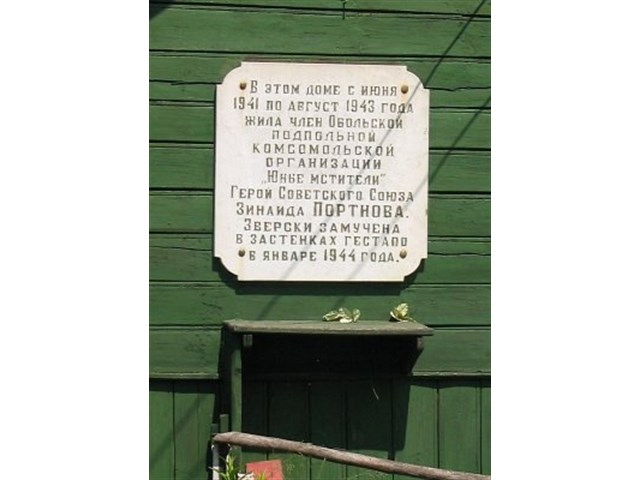 В этом доме с июня
1941 по август 1943 года
жила член Обольской
подпольной
комсомольской
организации
„Юные мстители"
Герой Советского Союза
Зинаида ПОРТНОВА.
Зверски замучена
в застенках гестапо
в январе 1944 года.